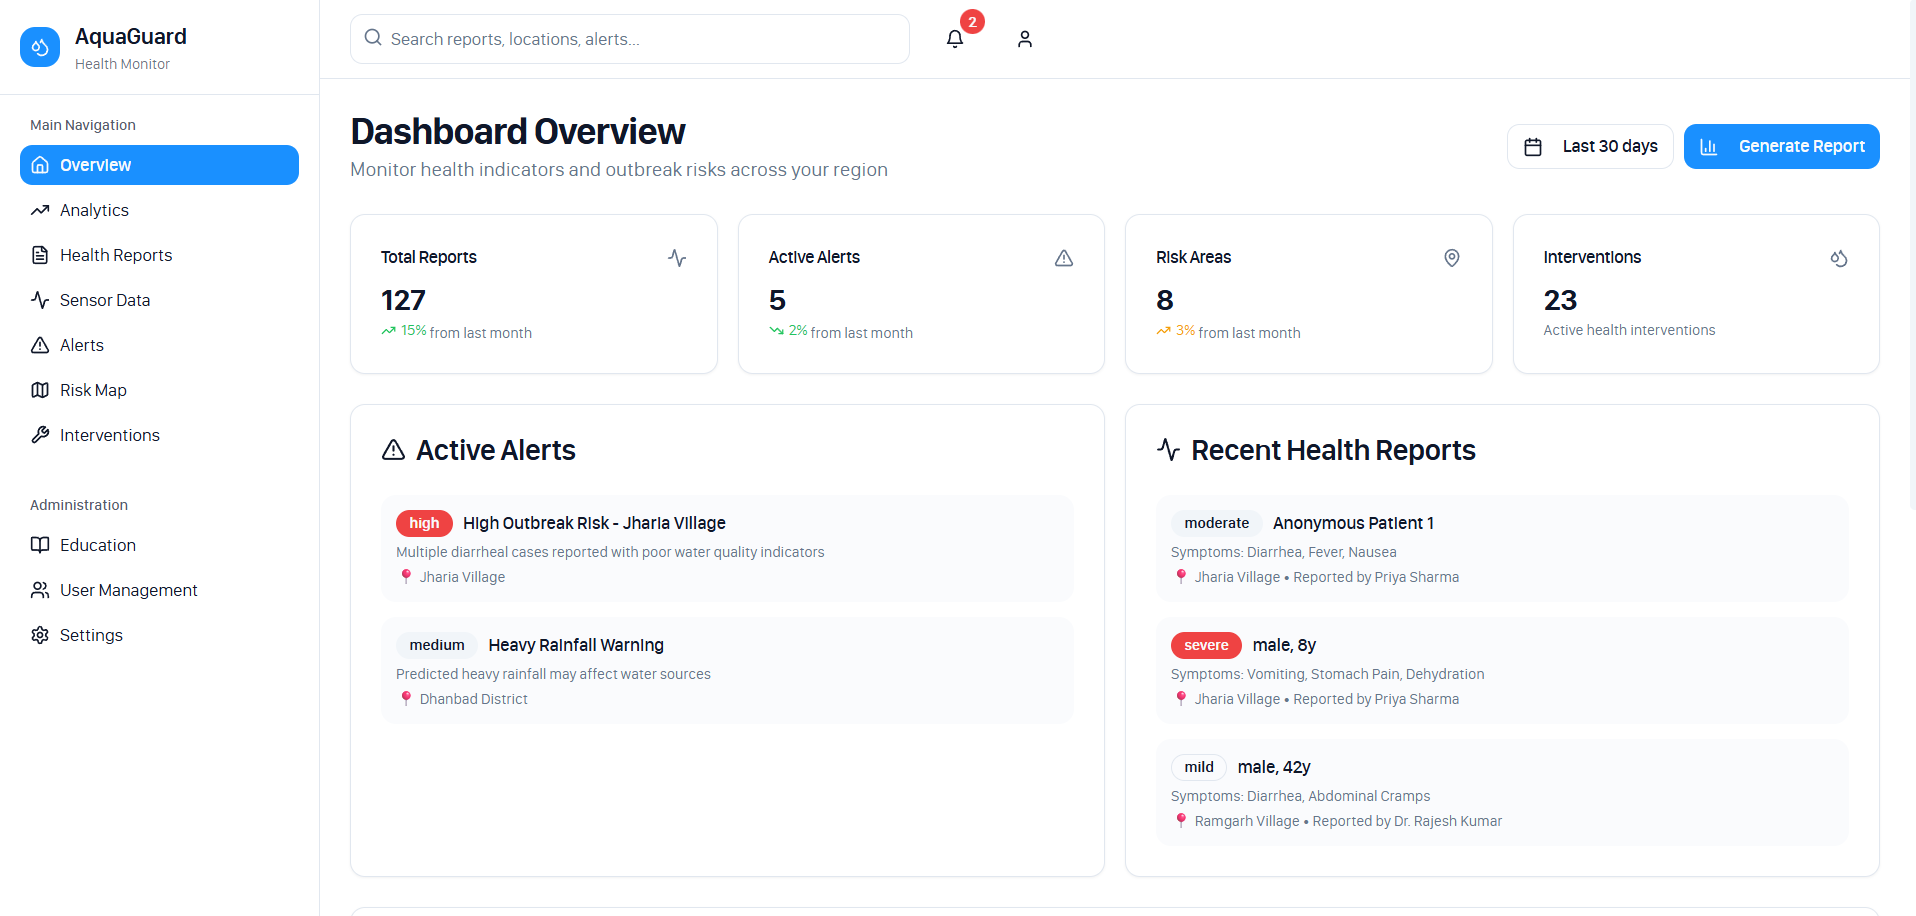 AquaGuard
Health Monitor
Main Navigation
Overview
Analytics
Health Reports
Sensor Data
Alerts
Risk Map
Interventions
Administration
Education
User Management
Settings
Search reports, locations, alerts...
2
Dashboard Overview
Monitor health indicators and outbreak risks across your region
Last 30 days
Generate Report
Total Reports
127
15% from last month
Active Alerts
5
2% from last month
Risk Areas
8
3% from last month
Interventions
23
Active health interventions
Active Alerts
high High Outbreak Risk - Jharia Village
Multiple diarrheal cases reported with poor water quality indicators
Jharia Village
medium Heavy Rainfall Warning
Predicted heavy rainfall may affect water sources
Dhanbad District
Recent Health Reports
moderate Anonymous Patient 1
Symptoms: Diarrhea, Fever, Nausea
Jharia Village • Reported by Priya Sharma
severe male, 8y
Symptoms: Vomiting, Stomach Pain, Dehydration
Jharia Village • Reported by Priya Sharma
mild male, 42y
Symptoms: Diarrhea, Abdominal Cramps
Ramgarh Village • Reported by Dr. Rajesh Kumar